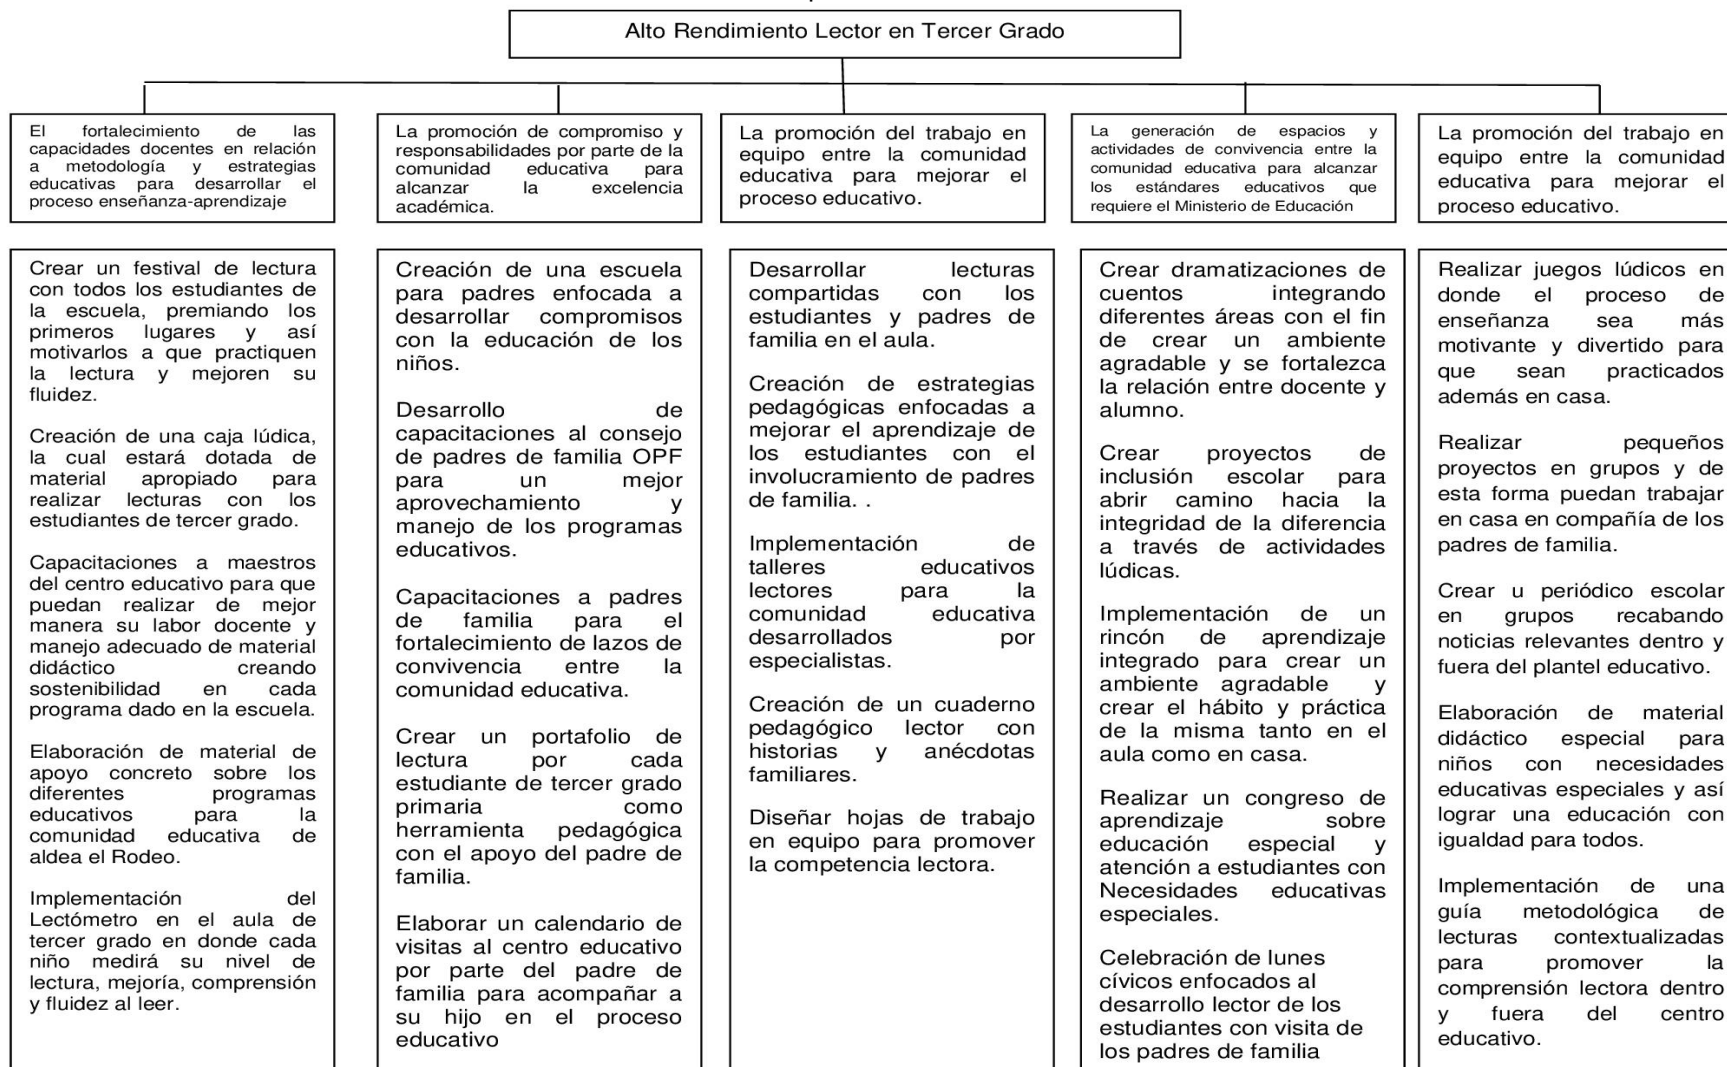 Alto Rendimiento Lector en Tercer Grado
El fortalecimiento de las
capacidades docentes en relación
a metodología y estrategias
educativas para desarrollar el
proceso enseñanza-aprendizaje
La promoción de compromiso y
responsabilidades por parte de la
comunidad educativa para
alcanzar la excelencia
académica.
La promoción del trabajo en
equipo entre la comunidad
educativa para mejorar el
proceso educativo.
La generación de espacios y
actividades de convivencia entre la
comunidad educativa para alcanzar
los estándares educativos que
requiere el Ministerio de Educación
La promoción del trabajo en
equipo entre la comunidad
educativa para mejorar el
proceso educativo.
Crear un festival de lectura
con todos los estudiantes de
la escuela, premiando los
primeros lugares y así
motivarlos a que practiquen
la lectura y mejoren su
fluidez.
Creación de una caja lúdica,
la cual estará dotada de
material apropiado para
realizar lecturas con los
estudiantes de tercer grado.
Capacitaciones a maestros
del centro educativo para que
puedan realizar de mejor
manera su labor docente y
manejo adecuado de material
didáctico creando
sostenibilidad en cada
programa dado en la escuela.
Elaboración de material de
apoyo concreto sobre los
diferentes programas
educativos para la
comunidad educativa de
aldea el Rodeo.
Implementación del
Lectómetro en el aula de
tercer grado en donde cada
niño medirá su nivel de
lectura, mejoría, comprensión
y fluidez al leer.
Creación de una escuela
para padres enfocada a
desarrollar compromisos
con la educación de los
niños.
Desarrollo de
capacitaciones al consejo
de padres de familia OPF
para un mejor
aprovechamiento y
manejo de los programas
educativos.
Capacitaciones a padres
de familia para el
fortalecimiento de lazos de
convivencia entre la
comunidad educativa.
Crear un portafolio de
lectura por cada
estudiante de tercer grado
primaria como
herramienta pedagógica
con el apoyo del padre de
familia.
Elaborar un calendario de
visitas al centro educativo
por parte del padre de
familia para acompañar a
su hijo en el proceso
educativo
Desarrollar lecturas
compartidas con los
estudiantes y padres de
familia en el aula.
Creación de estrategias
pedagógicas enfocadas a
mejorar el aprendizaje de
los estudiantes con el
involucramiento de padres
de familia. .
Implementación de
talleres educativos
lectores para la
comunidad educativa
desarrollados por
especialistas.
Creación de un cuaderno
pedagógico lector con
historias y anécdotas
familiares.
Diseñar hojas de trabajo
en equipo para promover
la competencia lectora.
Crear dramatizaciones de
cuentos integrando
diferentes áreas con el fin
de crear un ambiente
agradable y se fortalezca
la relación entre docente y
alumno.
Crear proyectos de
inclusión escolar para
abrir camino hacia la
integridad de la diferencia
a través de actividades
lúdicas.
Implementación de un
rincón de aprendizaje
integrado para crear un
ambiente agradable y
crear el hábito y práctica
de la misma tanto en el
aula como en casa.
Realizar un congreso de
aprendizaje sobre
educación especial y
atención a estudiantes con
Necesidades educativas
especiales.
Celebración de lunes
cívicos enfocados al
desarrollo lector de los
estudiantes con visita de
los padres de familia
Realizar juegos lúdicos en
donde el proceso de
enseñanza sea más
motivante y divertido para
que sean practicados
además en casa.
Realizar pequeños
proyectos en grupos y de
esta forma puedan trabajar
en casa en compañía de los
padres de familia.
Crear u periódico escolar
en grupos recabando
noticias relevantes dentro y
fuera del plantel educativo.
Elaboración de material
didáctico especial para
niños con necesidades
educativas especiales y así
lograr una educación con
igualdad para todos.
Implementación de una
guía metodológica de
lecturas contextualizadas
para promover la
comprensión lectora dentro
y fuera del centro
educativo.